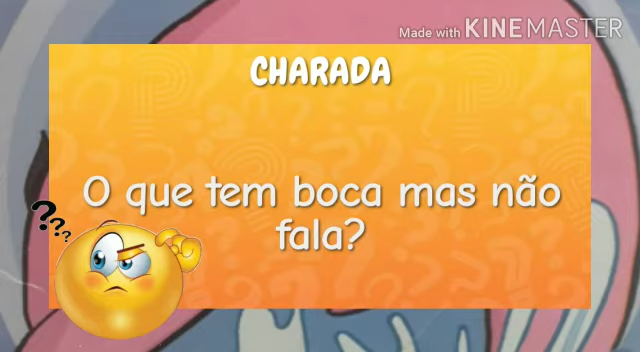 Made with KINEMASTER
CHARADA
O que tem boca mas não
fala?
???